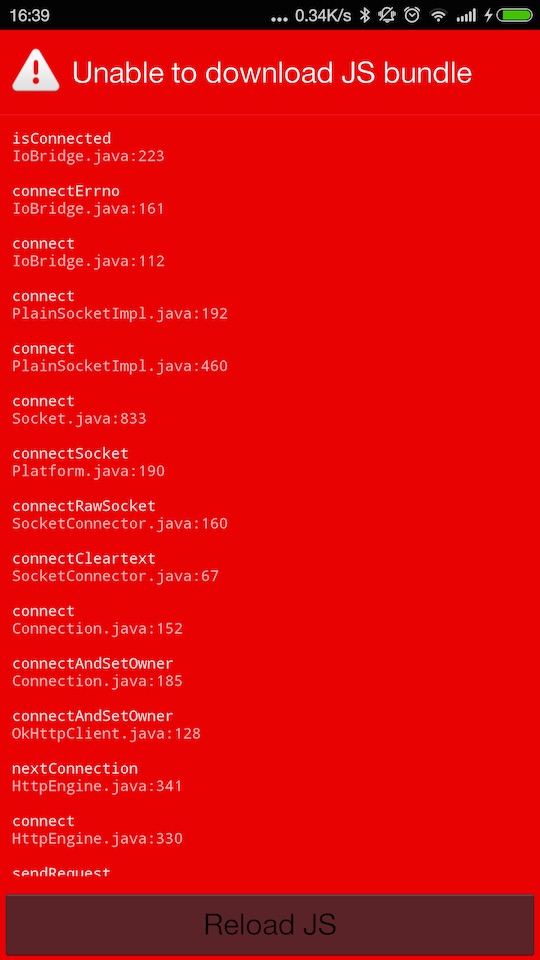 16:39
... 0.34K/s
Unable to download JS bundle
isConnected
IoBridge.java:223
connectErrno
IoBridge.java:161
connect
IoBridge.java:112
connect
PlainSocketImpl.java:192
connect
PlainSocketImpl.java:460
connect
Socket.java:833
connectSocket
Platform.java:190
connectRawSocket
SocketConnector.java:160
connectCleartext
SocketConnector.java:67
connect
Connection.java:152
connectAndSetOwner
Connection.java:185
connectAndSetOwner
OkHttpClient.java:128
nextConnection
HttpEngine.java:341
connect
HttpEngine.java:330
sendRequest
Reload JS